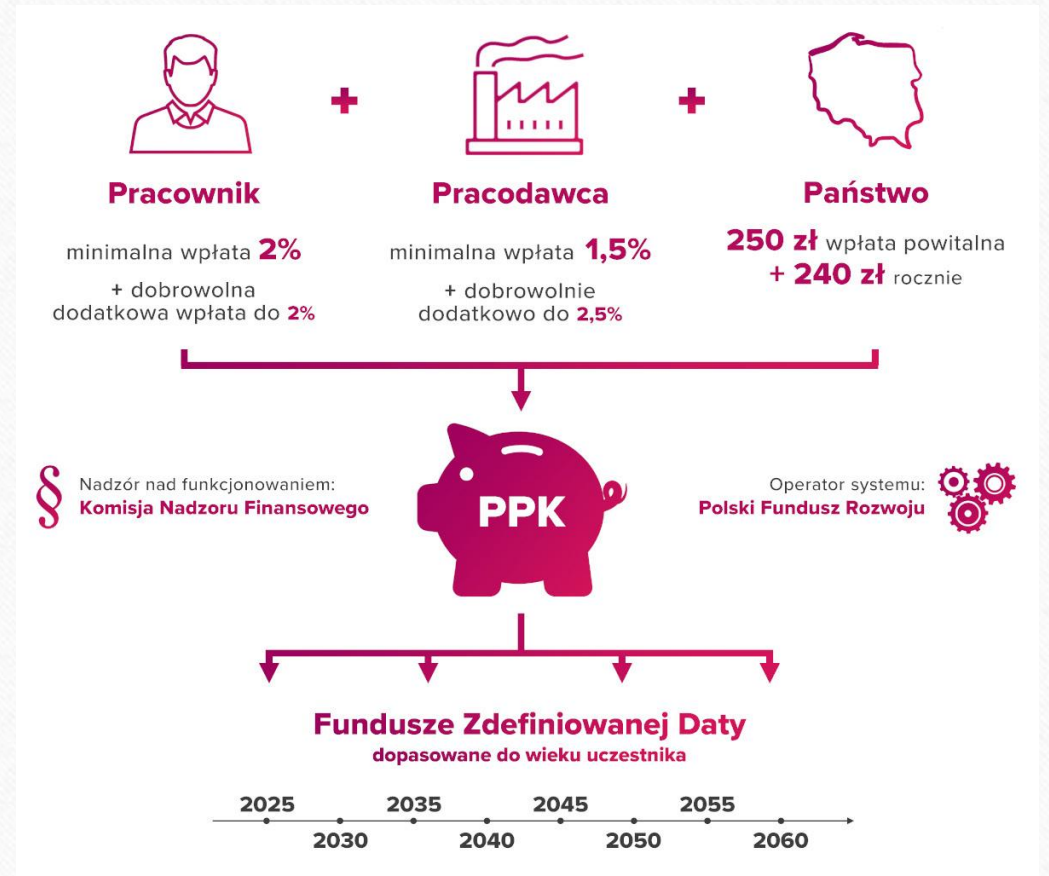 Pracownik
minimalna wpłata 2%
+ dobrowolna
dodatkowa wpłata do 2%
Pracodawca
minimalna wpłata 1,5%
+ dobrowolnie
dodatkowo do 2,5%
Państwo
250 zł wpłata powitalna
+ 240 zł rocznie
§ Nadzór nad funkcjonowaniem:
Komisja Nadzoru Finansowego
PPK
Operator systemu:
Polski Fundusz Rozwoju
Fundusze Zdefiniowanej Daty
dopasowane do wieku uczestnika
2025 2035 2045 2055
2030 2040 2050 2060